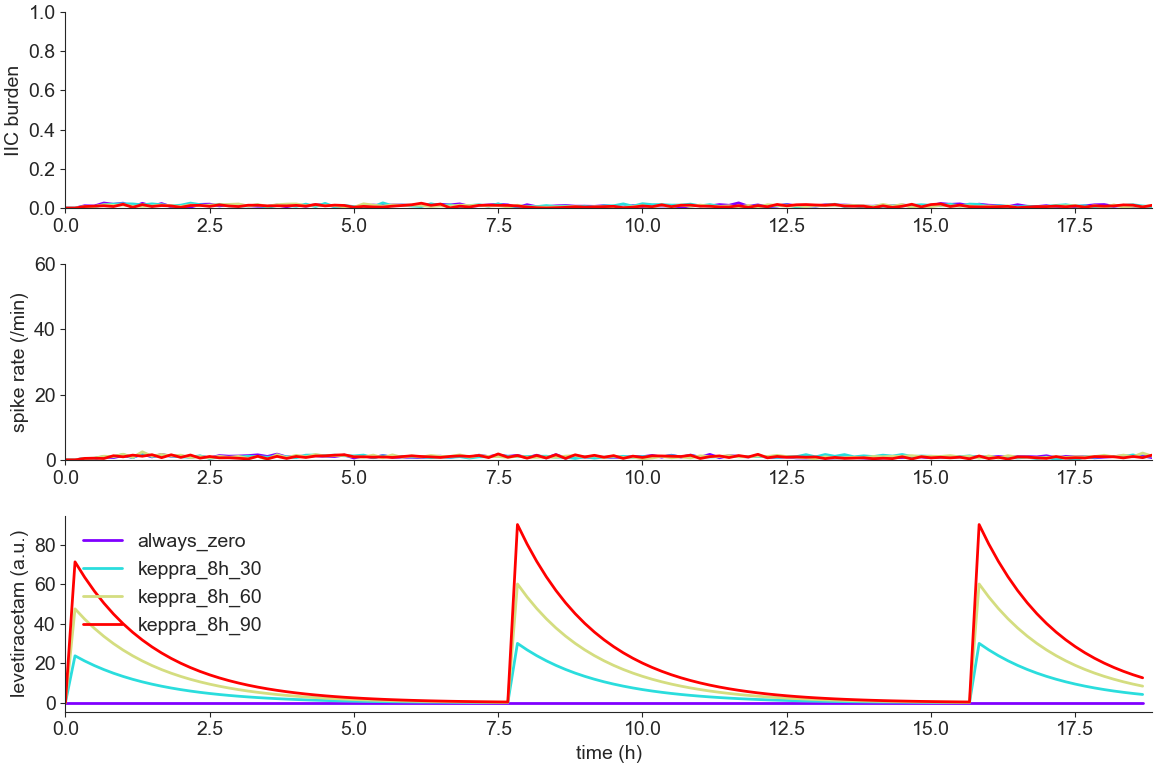 IIC burden
1.0
0.8
0.6
0.4
0.2
0.0
0.0 2.5 5.0 7.5 10.0 12.5 15.0 17.5
spike rate (/min)
60
40
20
0
0.0 2.5 5.0 7.5 10.0 12.5 15.0 17.5
levetiracetam (a.u.)
80
60
40
20
0
always_zero
keppra_8h_30
keppra_8h_60
keppra_8h_90
0.0 2.5 5.0 7.5 10.0 12.5 15.0 17.5
time (h)